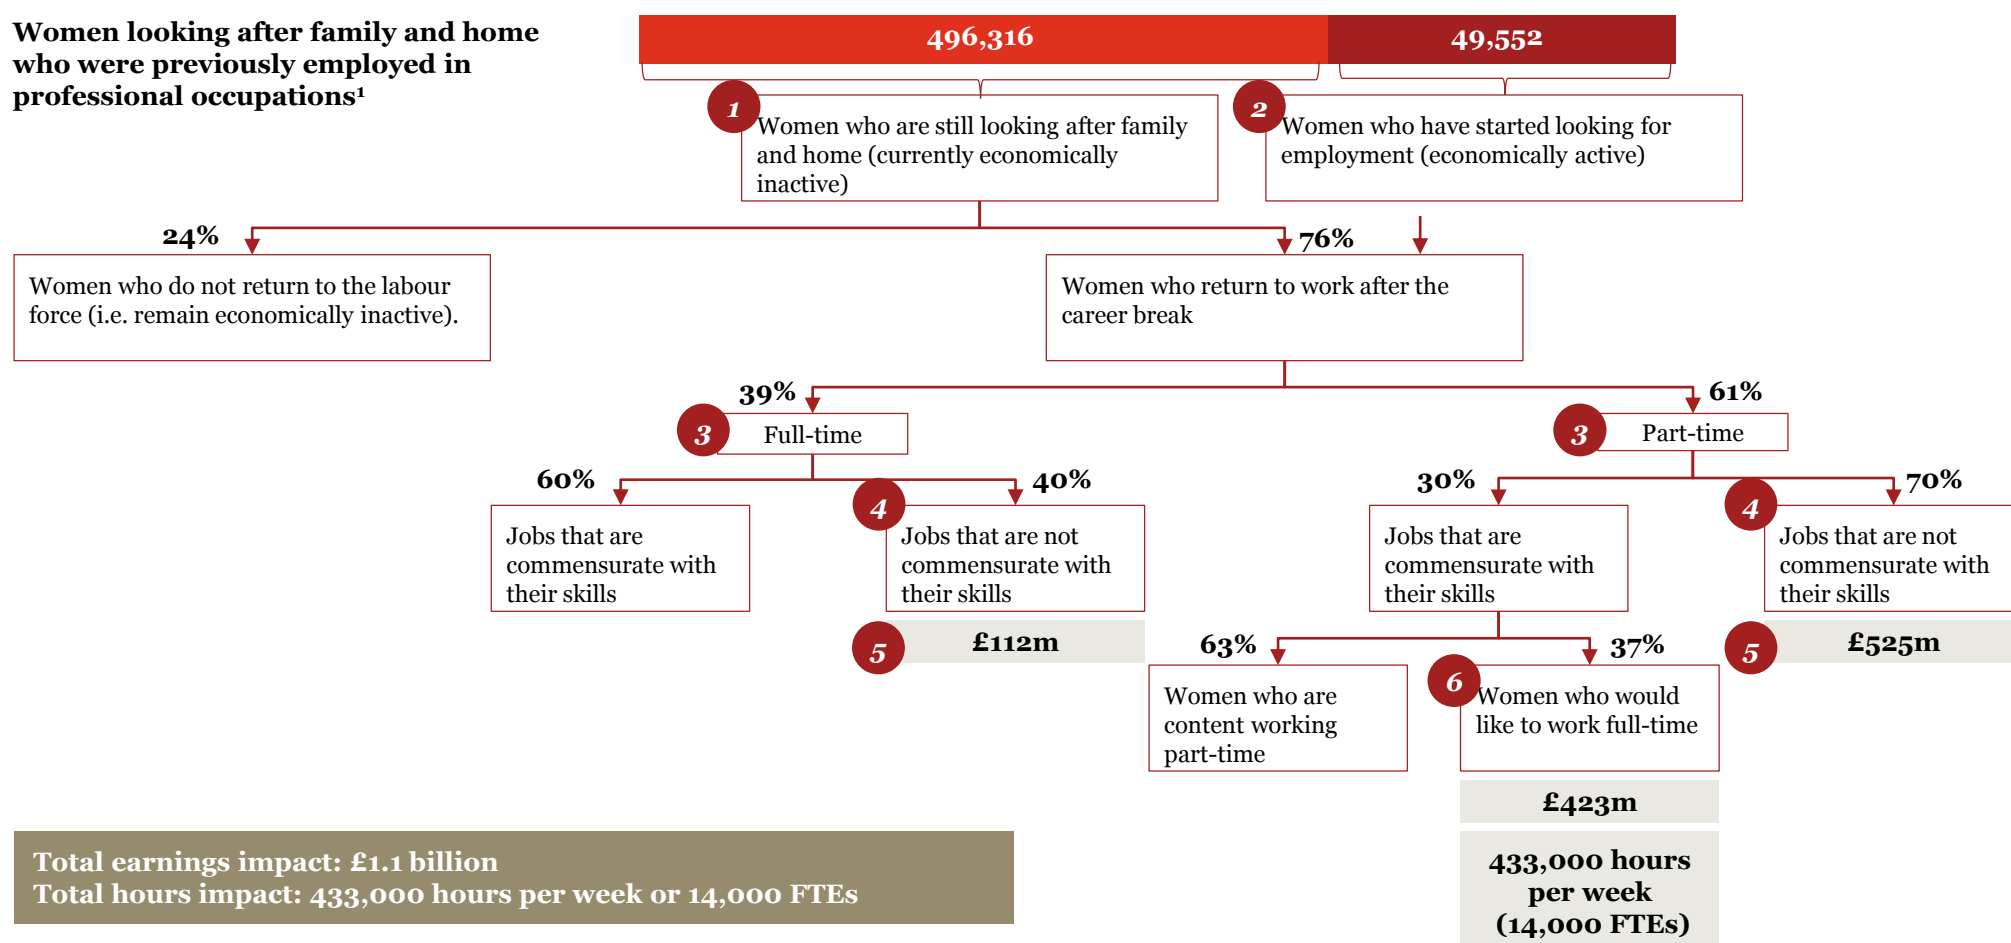 Women looking after family and home
who were previously employed in
professional occupations¹
496,316
49,552
1
Women who are still looking after family
and home (currently economically
inactive)
2
Women who have started looking for
employment (economically active)
24%
76%
Women who do not return to the labour
force (i.e. remain economically inactive).
Women who return to work after the
career break
39%
61%
3
Full-time
3
Part-time
60%
40%
30%
70%
Jobs that are
commensurate with
their skills
4
Jobs that are not
commensurate with
their skills
Jobs that are
commensurate with
their skills
4
Jobs that are not
commensurate with
their skills
5
£112m
5
£525m
63%
37%
Women who are
content working
part-time
6
Women who would
like to work full-time
£423m
433,000 hours
per week
(14,000 FTEs)
Total earnings impact: £1.1 billion
Total hours impact: 433,000 hours per week or 14,000 FTEs